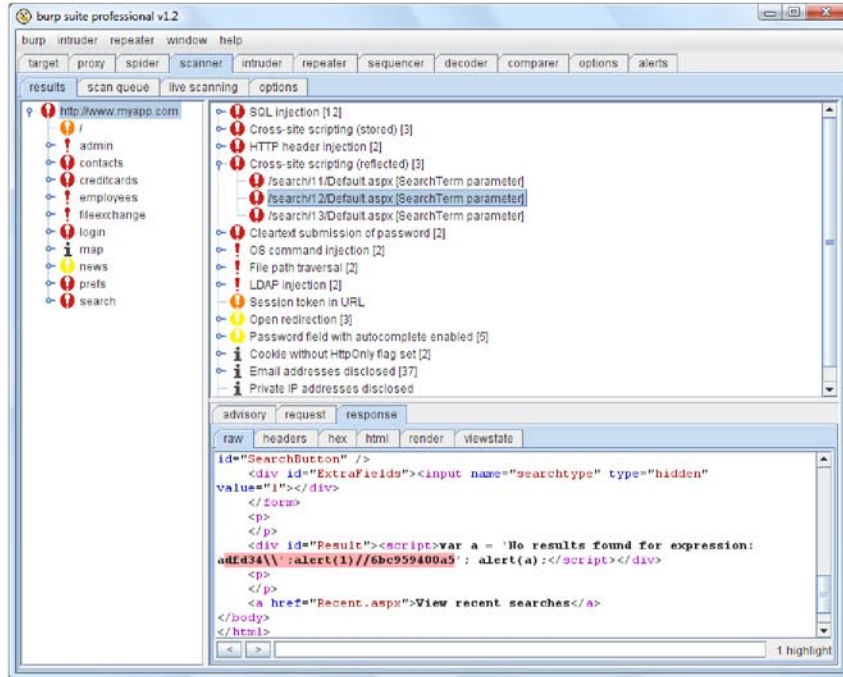 burp suite professional v1.2
burp intruder repeater window help
target proxy spider scanner intruder repeater sequencer decoder comparer options alerts
results scan queue live scanning options
http://www.myapp.com
/
admin
contacts
creditcards
employees
fileexchange
login
map
news
prefs
search
SQL injection [12]
Cross-site scripting (stored) [3]
HTTP header injection [2]
Cross-site scripting (reflected) [3]
/search/11/Default.aspx [SearchTerm parameter]
/search/12/Default.aspx [SearchTerm parameter]
/search/13/Default.aspx [SearchTerm parameter]
Cleartext submission of password [2]
OS command injection [2]
File path traversal [2]
LDAP injection [2]
Session token in URL
Open redirection [3]
Password field with autocomplete enabled [5]
Cookie without HttpOnly flag set [2]
Email addresses disclosed [37]
Private IP addresses disclosed
advisory request response
raw headers hex html render viewstate
id="SearchButton" />
<div id="ExtraFields"><input name="searchtype" type="hidden"
value="1"></div>
</form>
<p>
</p>
<div id="Result"><script>var a = 'No results found for expression:
adfd34\\';alert(1)//6bc959400a5'; alert(a);</script></div>
<p>
</p>
<a href="Recent.aspx">View recent searches</a>
</body>
</html>
< > 1 highlight